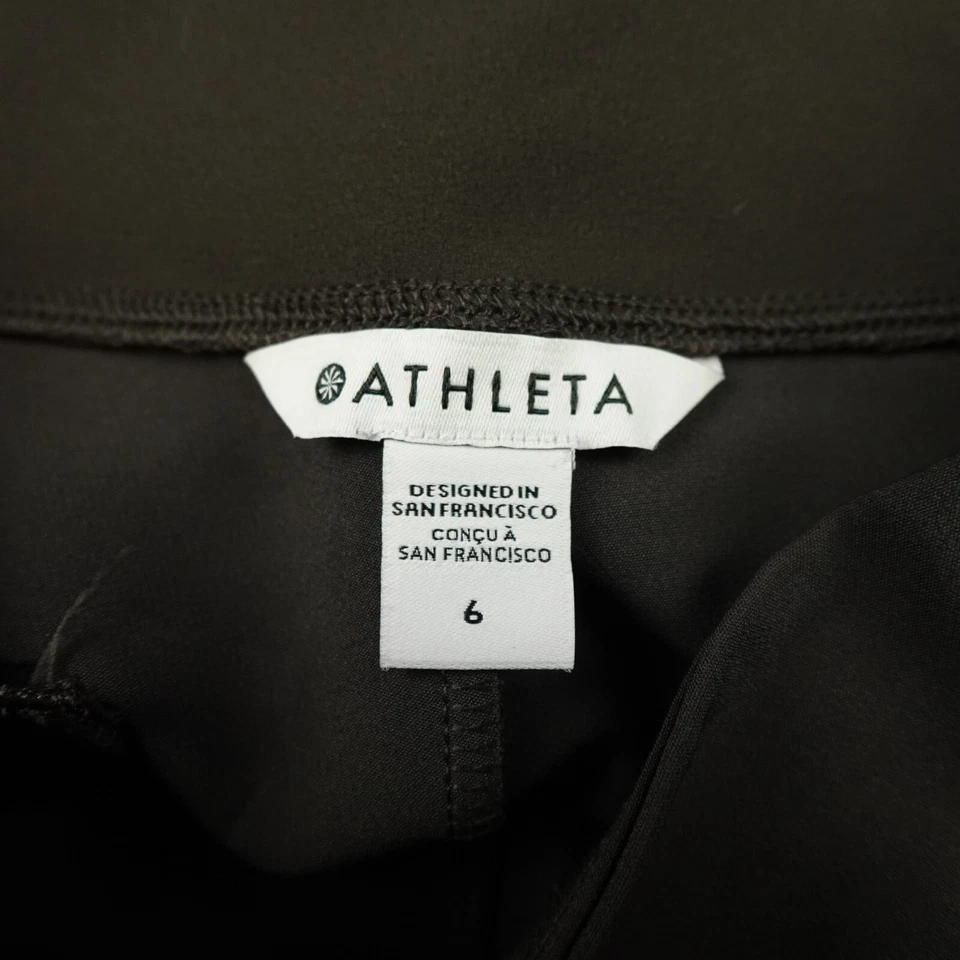 ATHLETA
DESIGNED IN
SAN FRANCISCO
CONÇU À
SAN FRANCISCO
6